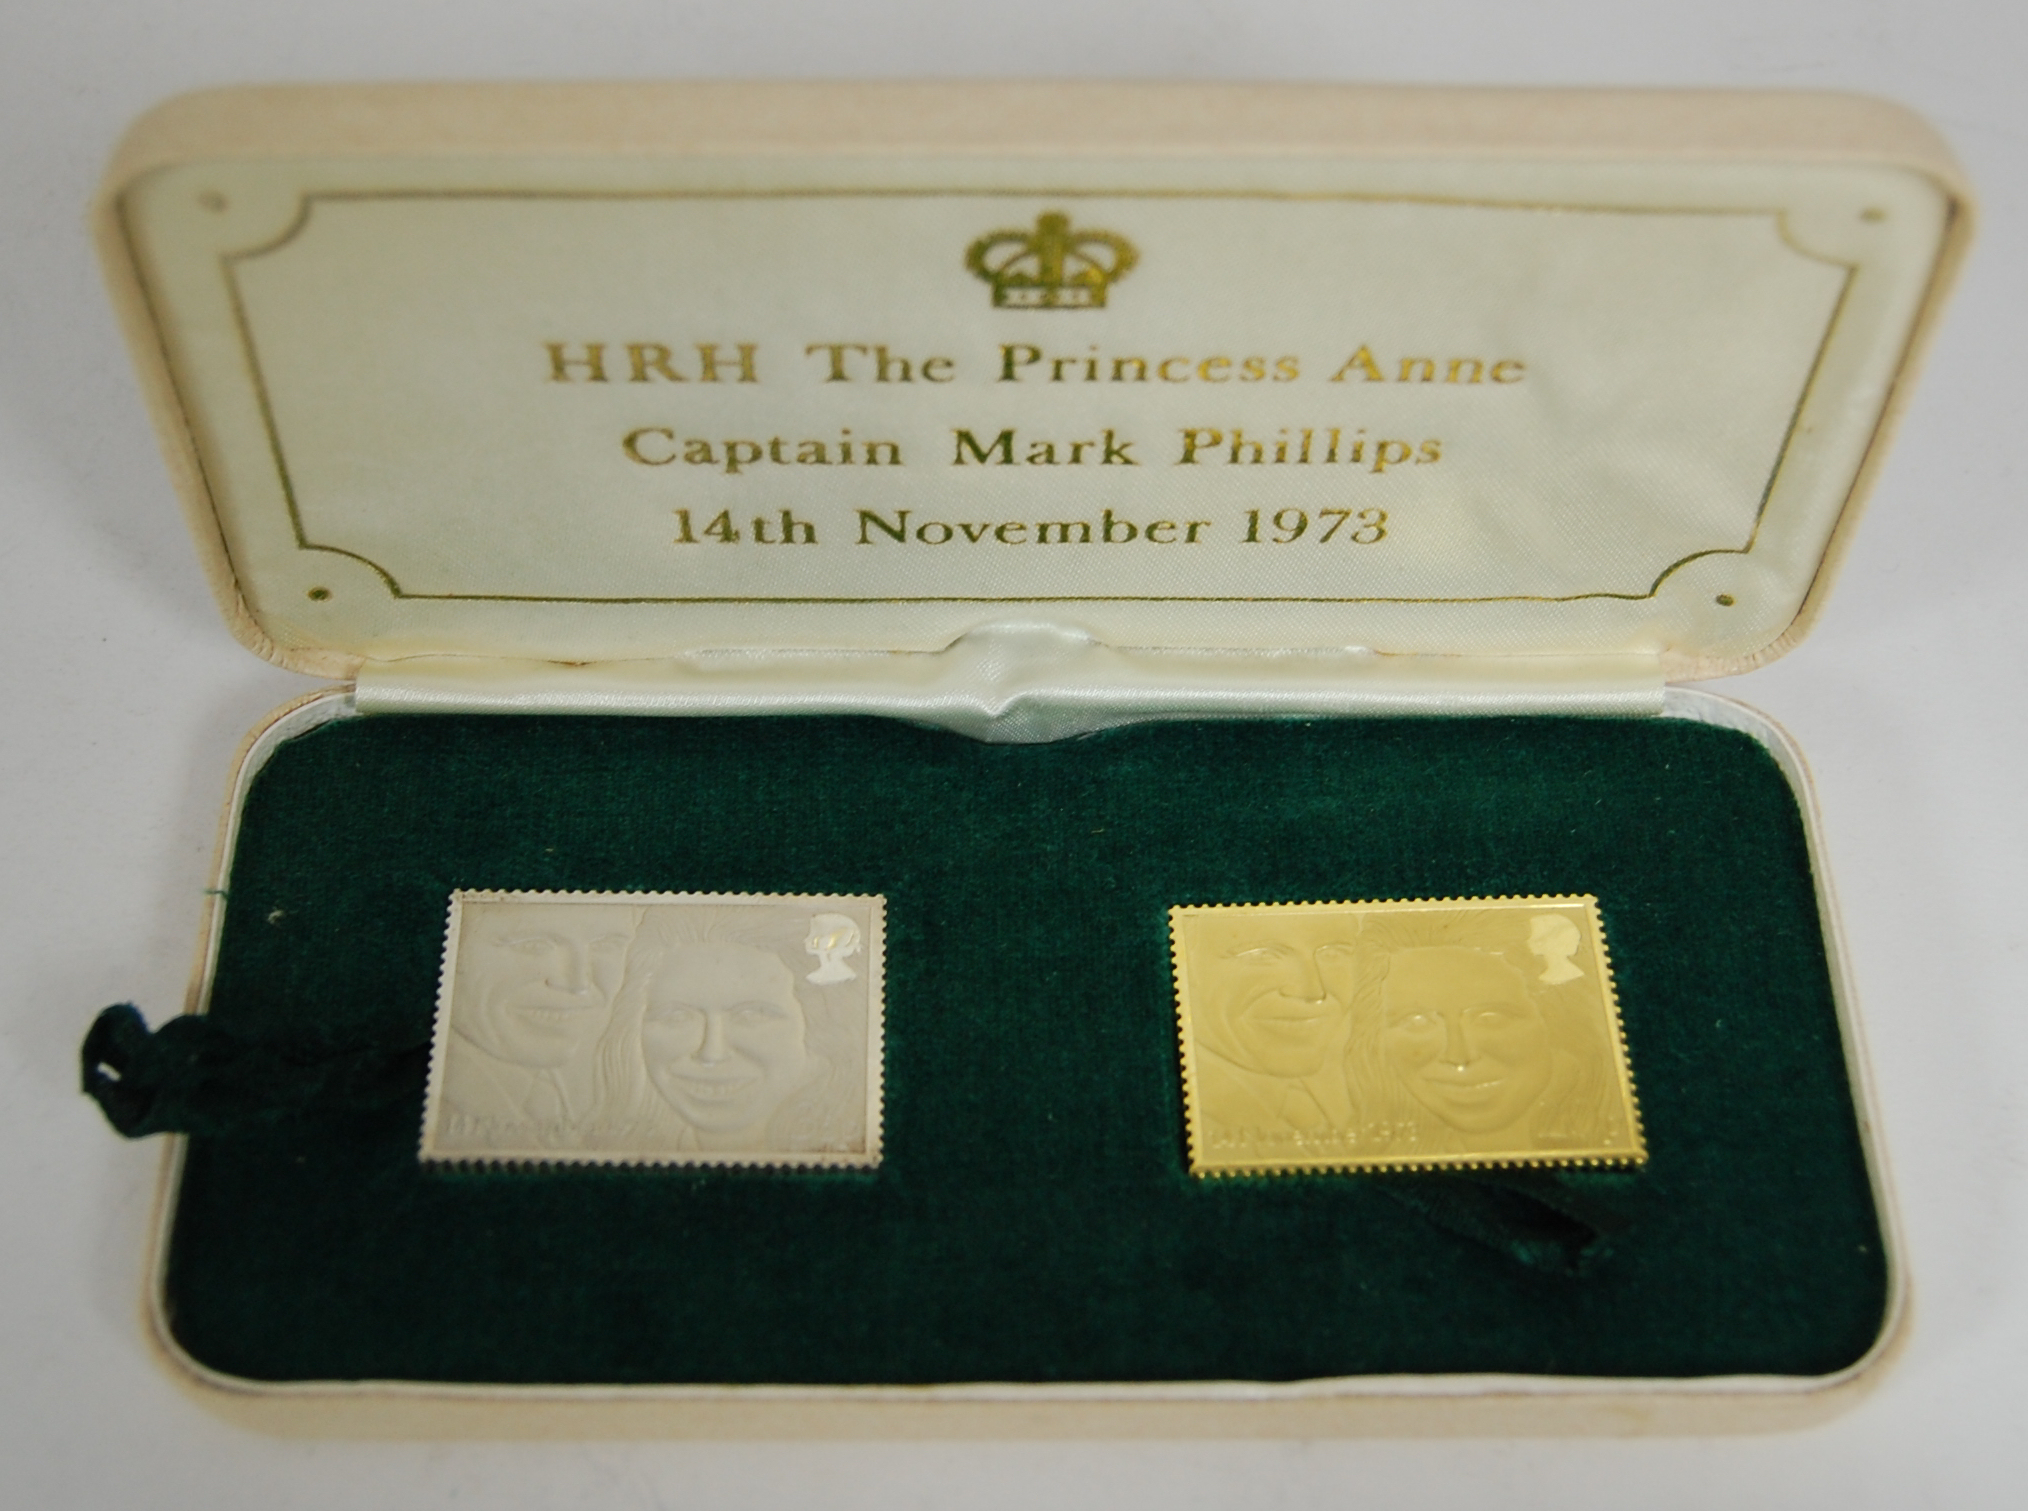 HRH The Princess Anne
Captain Mark Phillips
14th November 1973